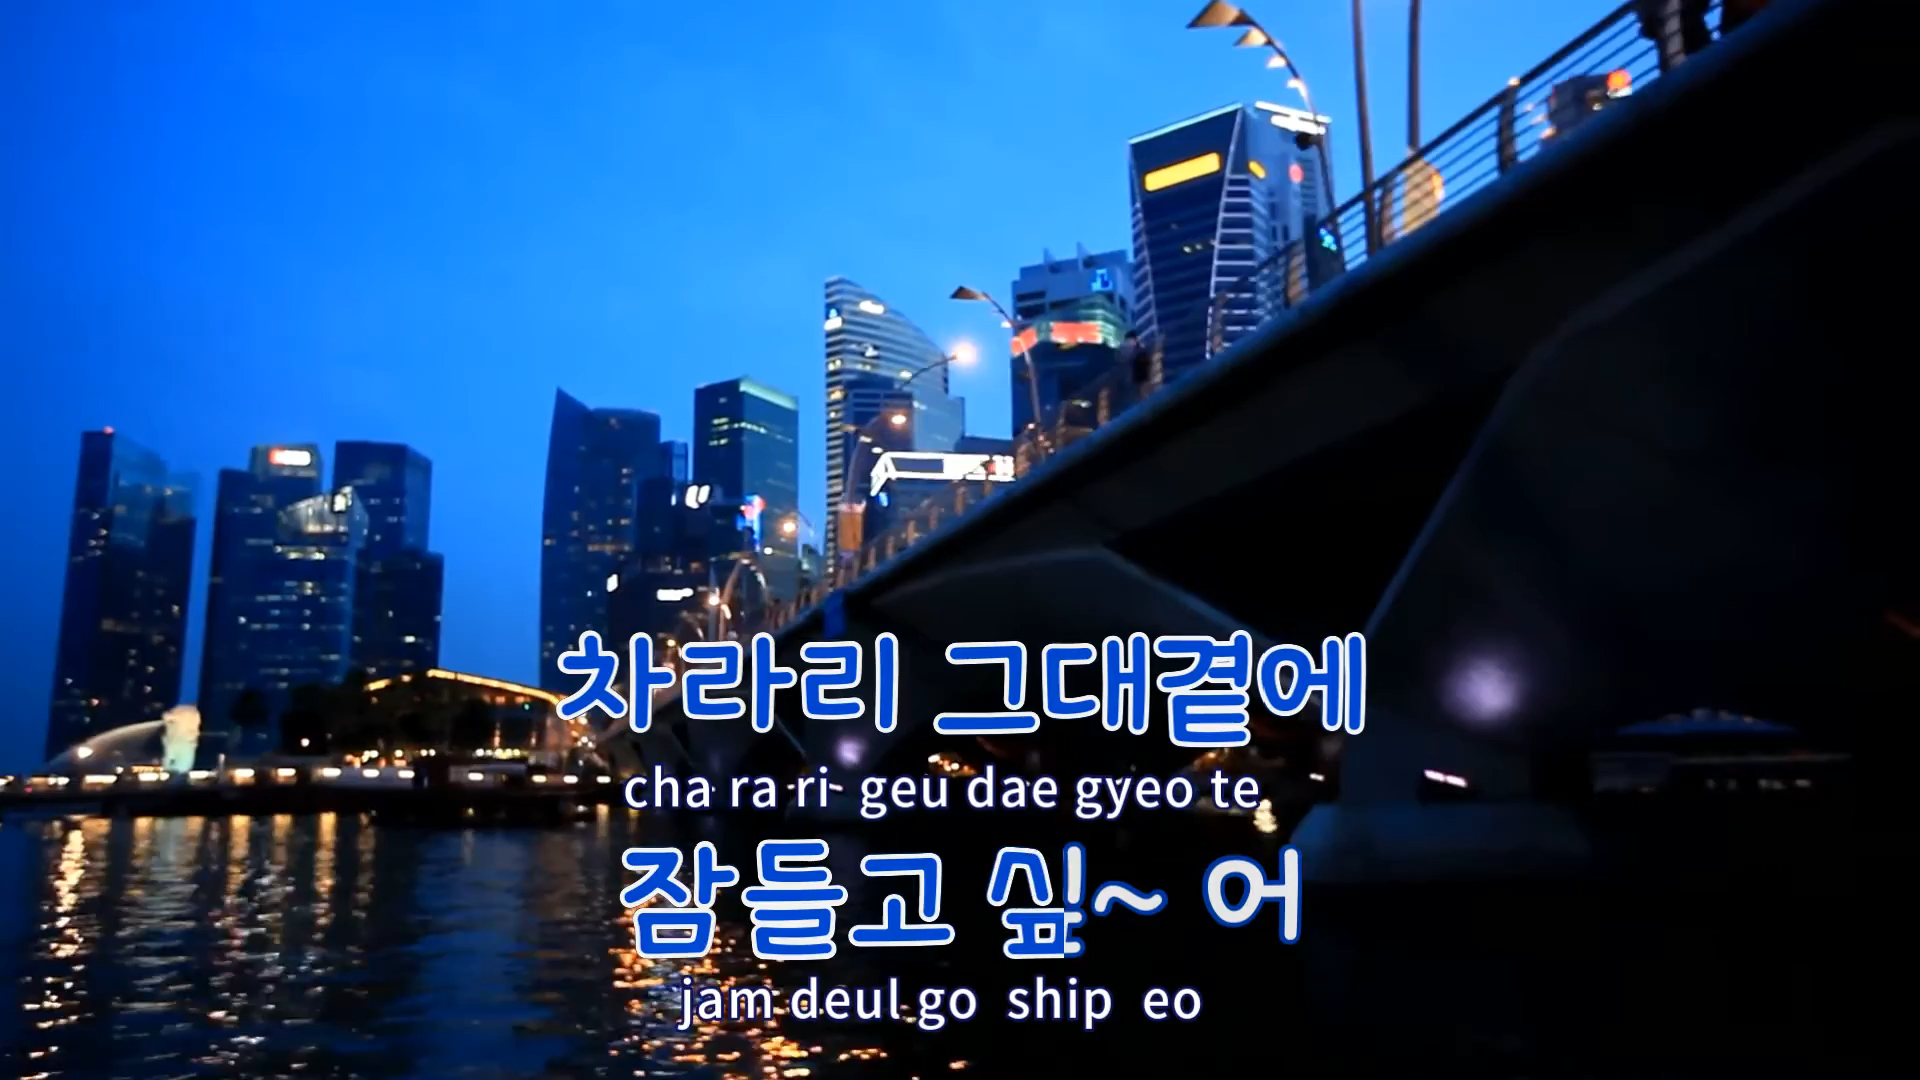 차라리 그대곁에
cha ra ri geu dae gyeo te
잠들고 싶~ 어
jam deul go ship eo